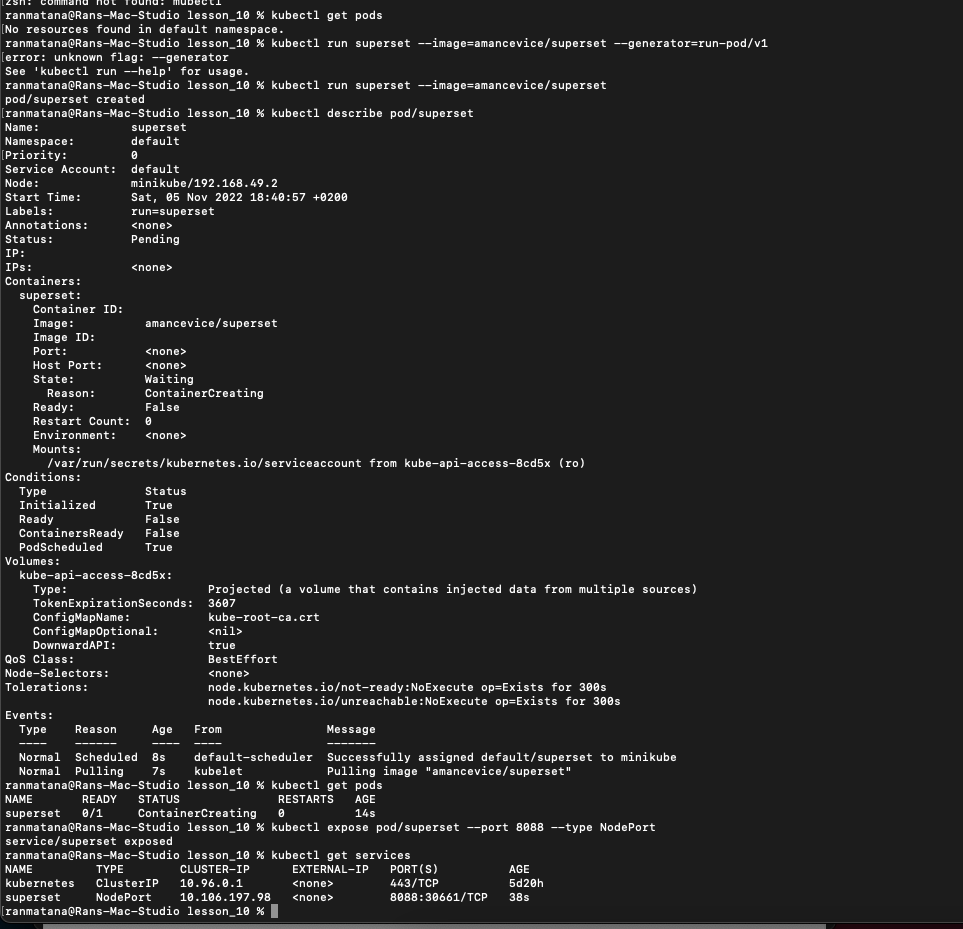 [zsh: command not found: mubectl
ranmatana@Rans-Mac-Studio lesson_10 % kubectl get pods
[No resources found in default namespace.
ranmatana@Rans-Mac-Studio lesson_10 % kubectl run superset --image=amancevice/superset --generator=run-pod/v1
[error: unknown flag: --generator
See 'kubectl run --help' for usage.
ranmatana@Rans-Mac-Studio lesson_10 % kubectl run superset --image=amancevice/superset
pod/superset created
[ranmatana@Rans-Mac-Studio lesson_10 % kubectl describe pod/superset
Name:             superset
Namespace:        default
[Priority:         0
Service Account:  default
Node:             minikube/192.168.49.2
Start Time:       Sat, 05 Nov 2022 18:40:57 +0200
Labels:           run=superset
Annotations:      <none>
Status:           Pending
IP:
IPs:              <none>
Containers:
  superset:
    Container ID:
    Image:          amancevice/superset
    Image ID:
    Port:           <none>
    Host Port:      <none>
    State:          Waiting
      Reason:       ContainerCreating
    Ready:          False
    Restart Count:  0
    Environment:    <none>
    Mounts:
      /var/run/secrets/kubernetes.io/serviceaccount from kube-api-access-8cd5x (ro)
Conditions:
  Type              Status
  Initialized       True
  Ready             False
  ContainersReady   False
  PodScheduled      True
Volumes:
  kube-api-access-8cd5x:
    Type:                    Projected (a volume that contains injected data from multiple sources)
    TokenExpirationSeconds:  3607
    ConfigMapName:           kube-root-ca.crt
    ConfigMapOptional:       <nil>
    DownwardAPI:             true
QoS Class:                   BestEffort
Node-Selectors:              <none>
Tolerations:                 node.kubernetes.io/not-ready:NoExecute op=Exists for 300s
                             node.kubernetes.io/unreachable:NoExecute op=Exists for 300s
Events:
  Type    Reason     Age   From               Message
  ----    ------     ----  ----               -------
  Normal  Scheduled  8s    default-scheduler  Successfully assigned default/superset to minikube
  Normal  Pulling    7s    kubelet            Pulling image "amancevice/superset"
ranmatana@Rans-Mac-Studio lesson_10 % kubectl get pods
NAME       READY   STATUS              RESTARTS   AGE
superset   0/1     ContainerCreating   0          14s
ranmatana@Rans-Mac-Studio lesson_10 % kubectl expose pod/superset --port 8088 --type NodePort
service/superset exposed
ranmatana@Rans-Mac-Studio lesson_10 % kubectl get services
NAME         TYPE        CLUSTER-IP      EXTERNAL-IP   PORT(S)          AGE
kubernetes   ClusterIP   10.96.0.1       <none>        443/TCP          5d20h
superset     NodePort    10.106.197.98   <none>        8088:30661/TCP   38s
[ranmatana@Rans-Mac-Studio lesson_10 %